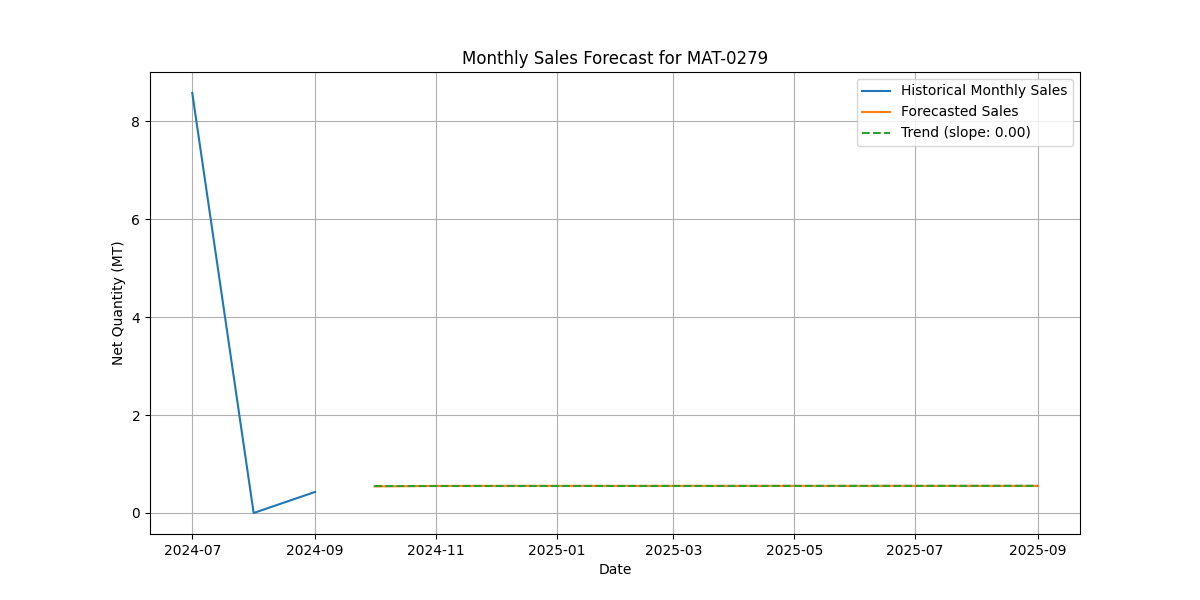 Monthly Sales Forecast for MAT-0279
Historical Monthly Sales
Forecasted Sales
Trend (slope: 0.00)
Net Quantity (MT)
8
6
4
2
0
2024-07
2024-09
2024-11
2025-01
2025-03
2025-05
2025-07
2025-09
Date